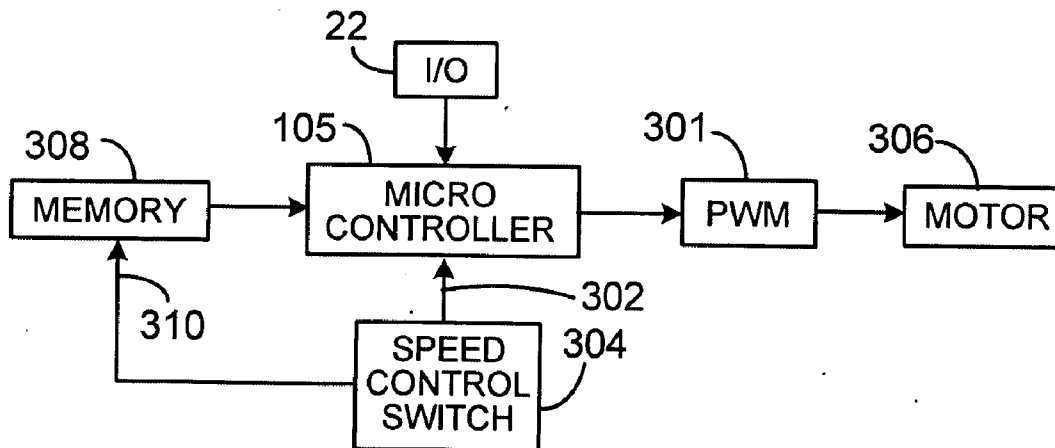 22
I/O
105
301
306
308
MEMORY
MICRO
CONTROLLER
PWM
MOTOR
302
310
304
SPEED
CONTROL
SWITCH